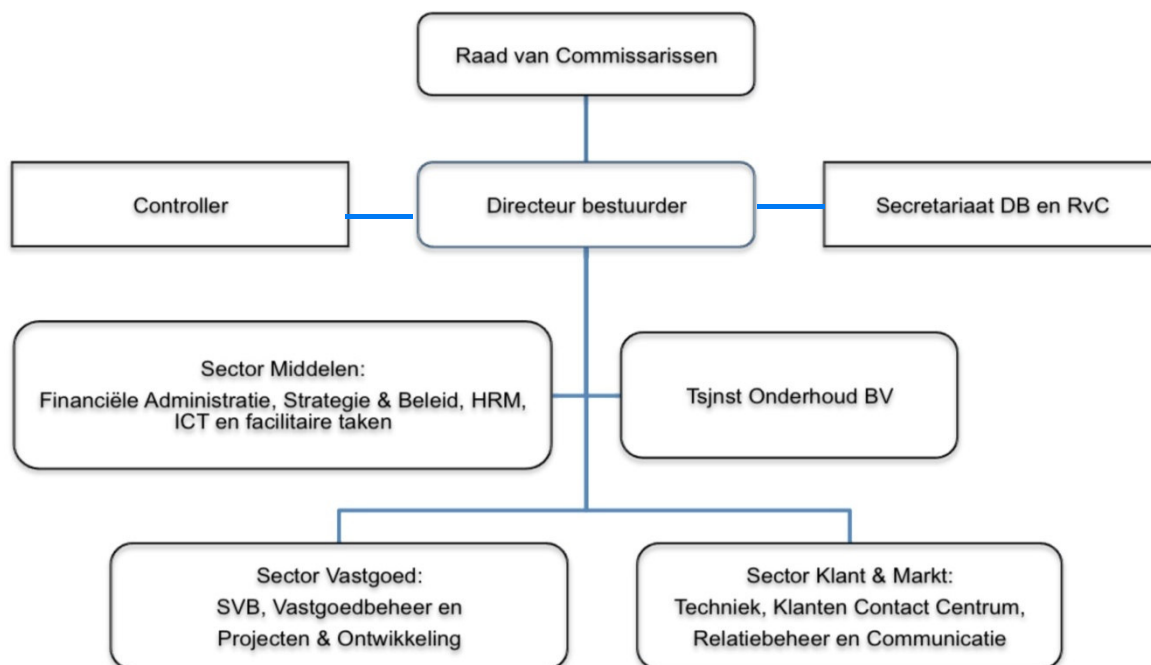 Raad van Commissarissen
Controller
Directeur bestuurder
Secretariaat DB en RvC
Sector Middelen:
Financiële Administratie, Strategie & Beleid, HRM,
ICT en facilitaire taken
Tsjnst Onderhoud BV
Sector Vastgoed:
SVB, Vastgoedbeheer en
Projecten & Ontwikkeling
Sector Klant & Markt:
Techniek, Klanten Contact Centrum,
Relatiebeheer en Communicatie